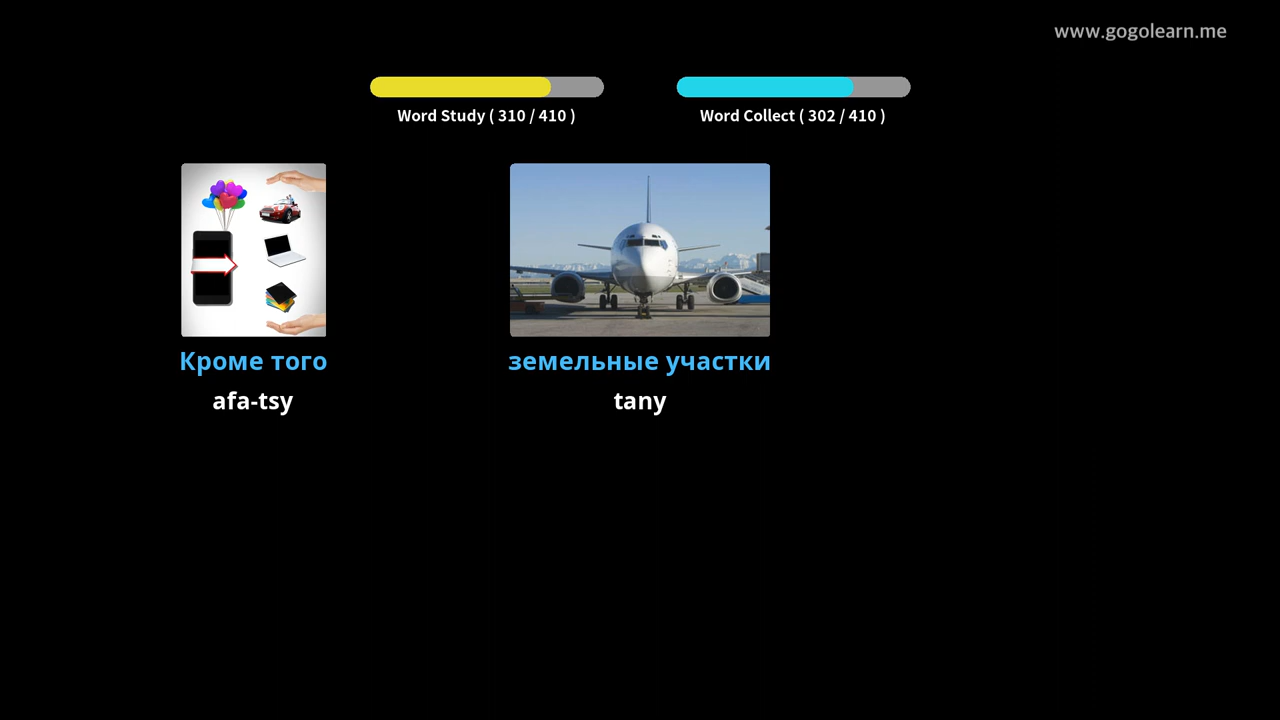 www.gogolearn.me
Word Study ( 310 / 410 )
Word Collect ( 302 / 410 )
Кроме того
afa-tsy
земельные участки
tany